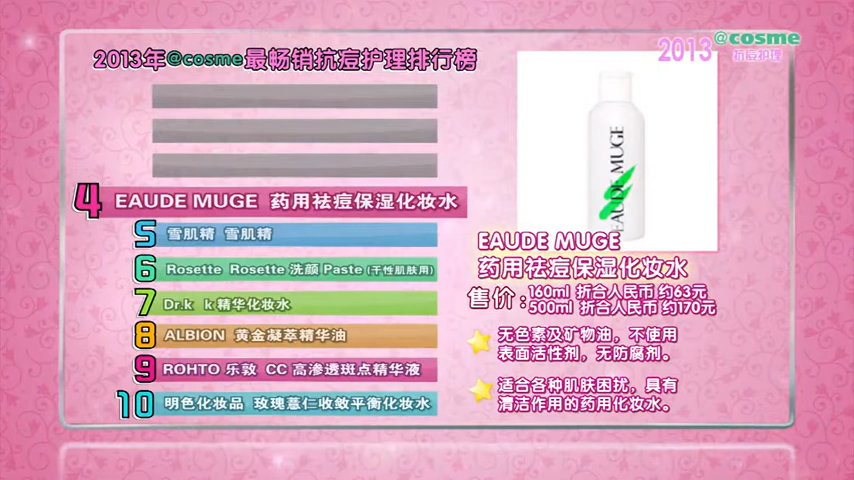 2013年@cosme最畅销抗痘护理排行榜
2013 @cosme
抗痘护理
EAUDE MUGE
4 EAUDE MUGE 药用祛痘保湿化妆水
5 雪肌精 雪肌精
6 Rosette Rosette 洗颜 Paste (干性肌肤用)
7 Dr.k k精华化妆水
8 ALBION 黄金凝萃精华油
9 ROHTO 乐敦 CC 高渗透斑点精华液
10 明色化妆品 玫瑰薏仁收敛平衡化妆水
EAUDE MUGE
药用祛痘保湿化妆水
售价:160ml 折合人民币 约63元
500ml 折合人民币 约170元
无色素及矿物油，不使用
表面活性剂，无防腐剂。
适合各种肌肤困扰，具有
清洁作用的药用化妆水。